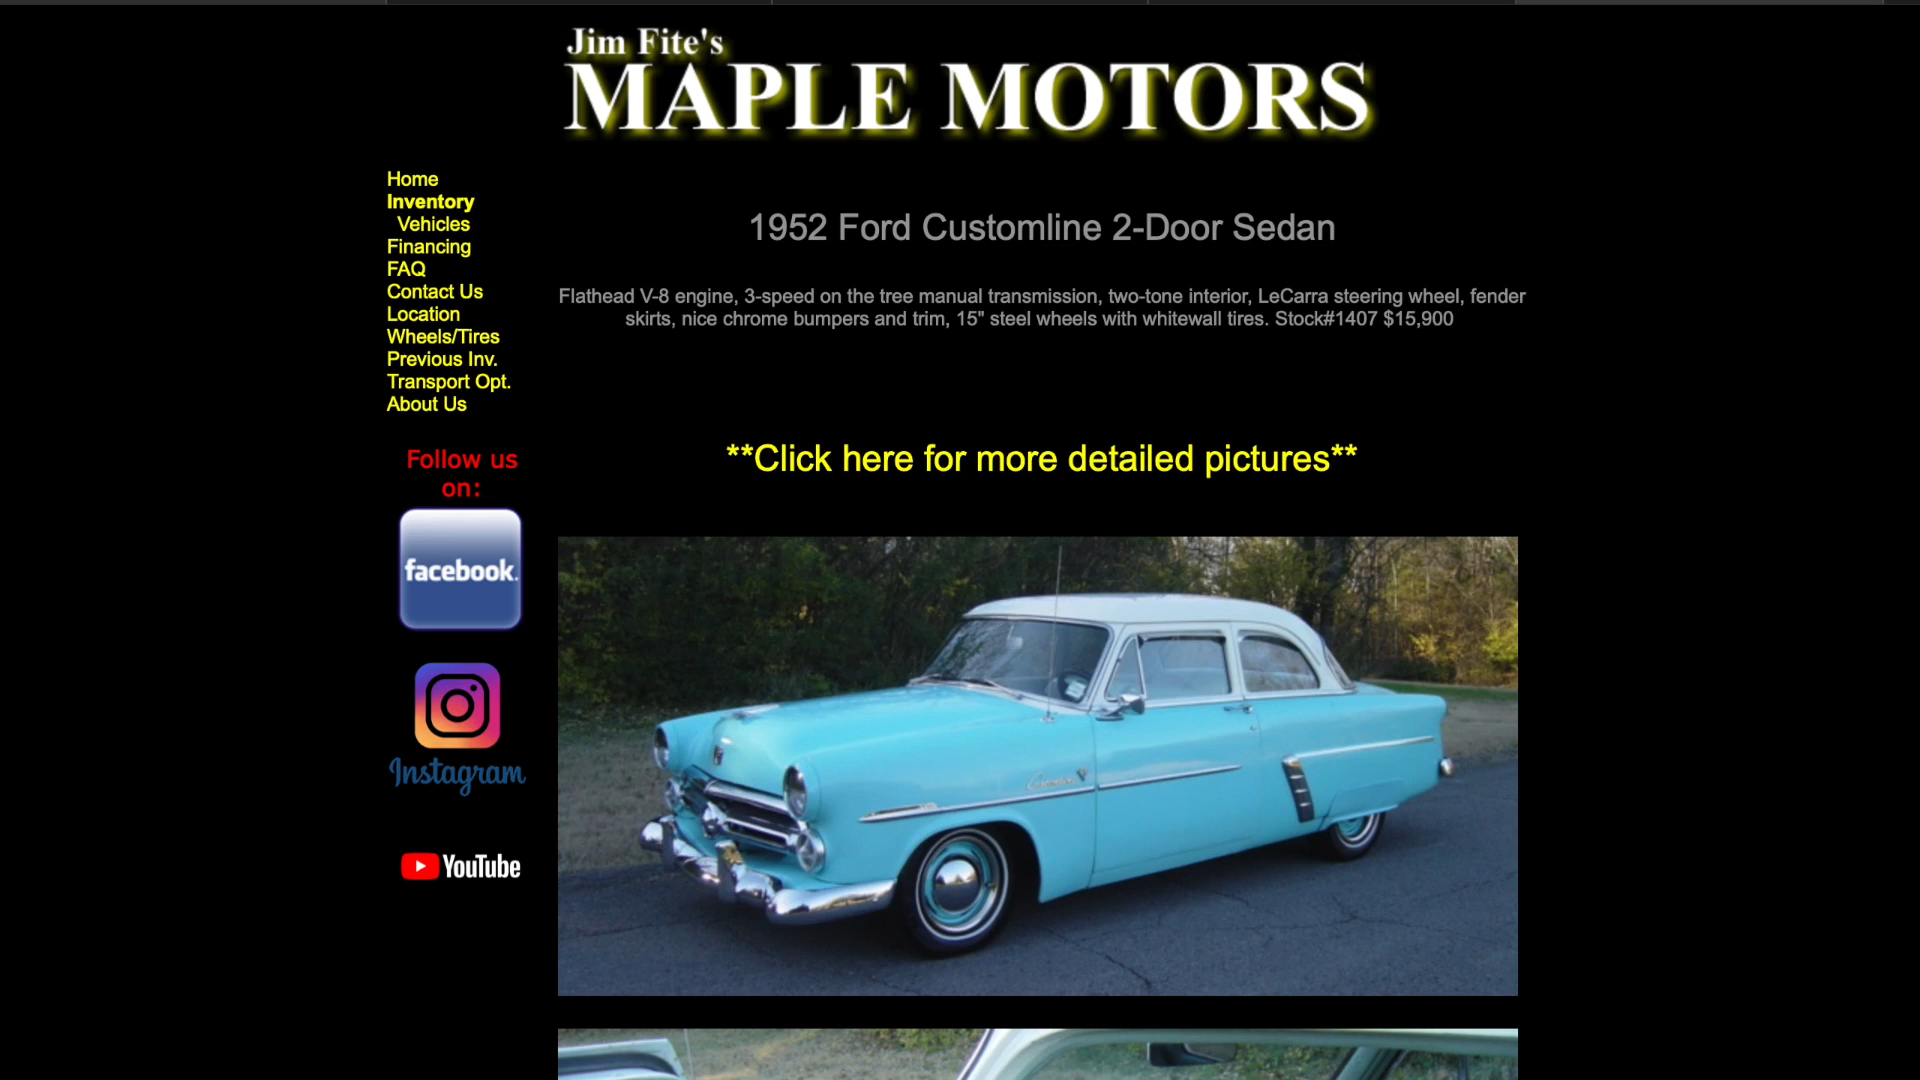 Jim Fite's
MAPLE MOTORS
Home
Inventory
Vehicles
Financing
FAQ
Contact Us
Location
Wheels/Tires
Previous Inv.
Transport Opt.
About Us
Follow us
on:
facebook.
Instagram
YouTube
1952 Ford Customline 2-Door Sedan
Flathead V-8 engine, 3-speed on the tree manual transmission, two-tone interior, LeCarra steering wheel, fender
skirts, nice chrome bumpers and trim, 15" steel wheels with whitewall tires. Stock#1407 $15,900
**Click here for more detailed pictures**